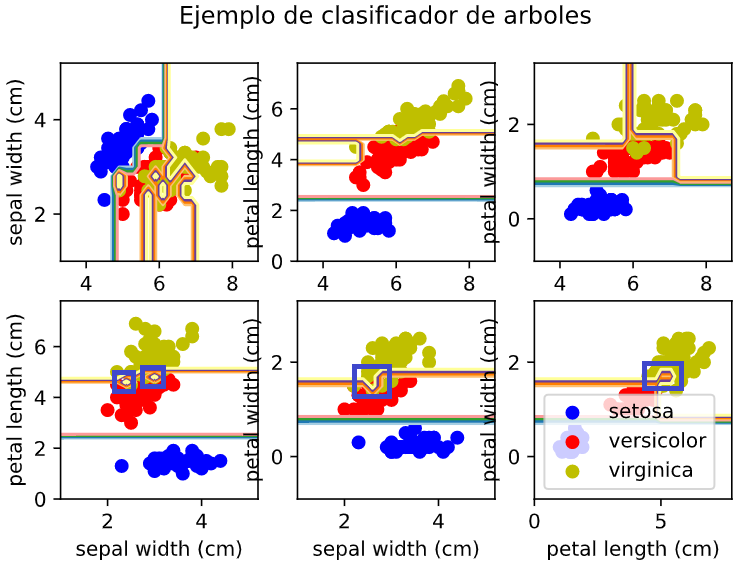 Ejemplo de clasificador de arboles
sepal width (cm)
4
2
4 6 8
petal length (cm)
6
4
2
0
4 6 8
petal width (cm)
2
0
4 6 8
petal length (cm)
6
4
2
0
2 4
sepal width (cm)
petal width (cm)
2
0
2 4
sepal width (cm)
petal width (cm)
2
0
0 5
petal length (cm)
setosa
versicolor
virginica